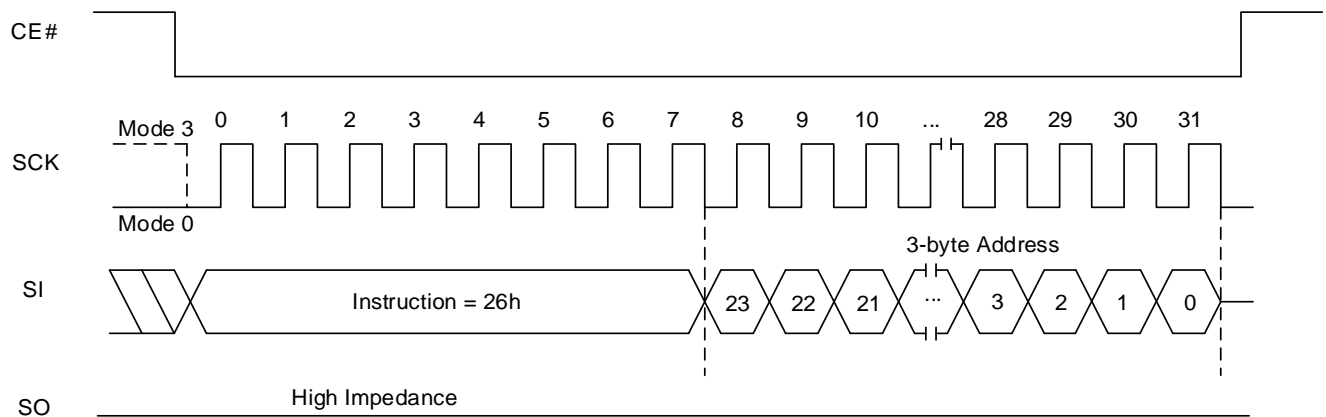 CE#
Mode 3
0 1 2 3 4 5 6 7 8 9 10 ... 28 29 30 31
SCK
Mode 0
3-byte Address
SI
Instruction = 26h
23 22 21 ... 3 2 1 0
High Impedance
SO